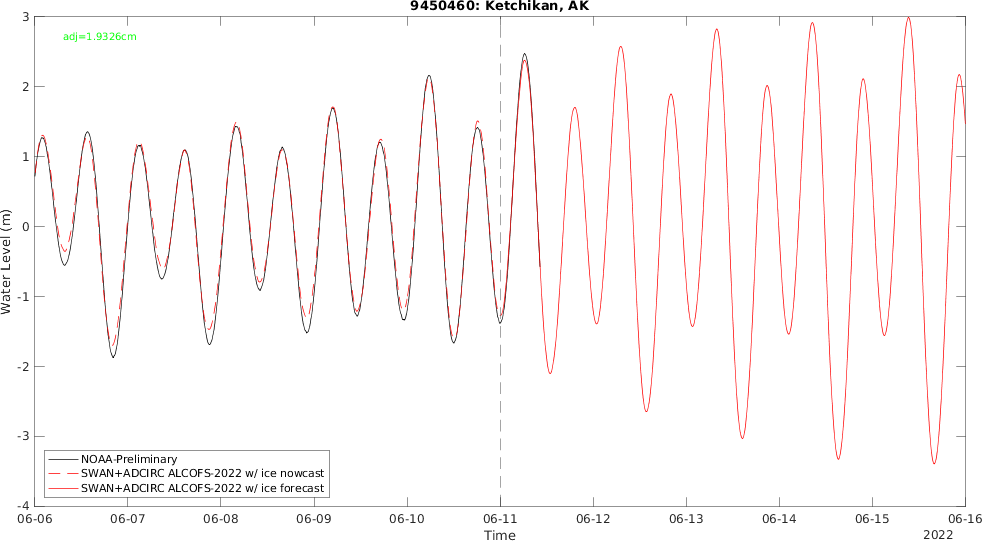 9450460: Ketchikan, AK
adj=1.9326cm
3
2
1
0
-1
-2
-3
-4
Water Level (m)
NOAA-Preliminary
SWAN+ADCIRC ALCOFS-2022 w/ ice nowcast
SWAN+ADCIRC ALCOFS-2022 w/ ice forecast
06-06 06-07 06-08 06-09 06-10 06-11 06-12 06-13 06-14 06-15 06-16
Time
2022